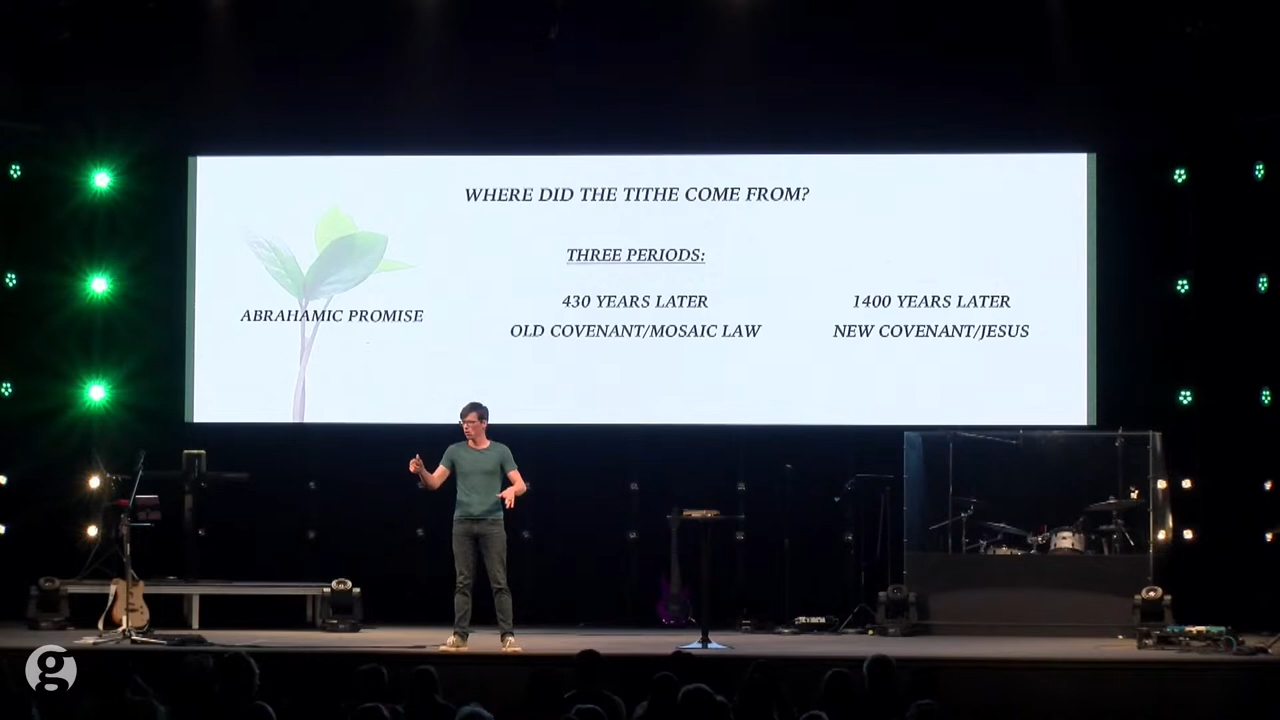 WHERE DID THE TITHE COME FROM?
THREE PERIODS:
ABRAHAMIC PROMISE
430 YEARS LATER
OLD COVENANT/MOSAIC LAW
1400 YEARS LATER
NEW COVENANT/JESUS
g